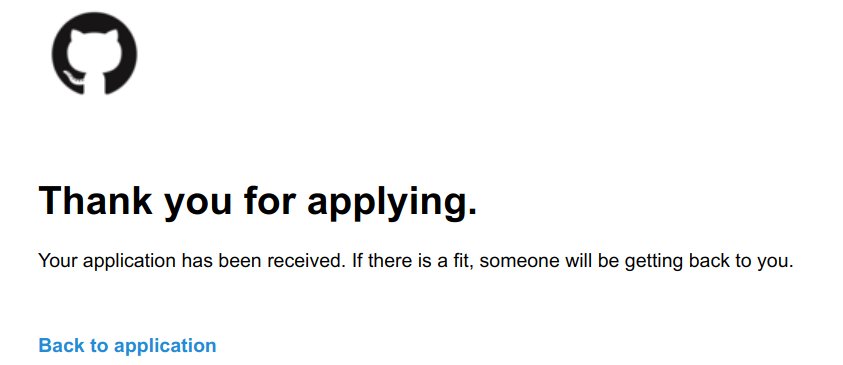 Thank you for applying.
Your application has been received. If there is a fit, someone will be getting back to you.
Back to application